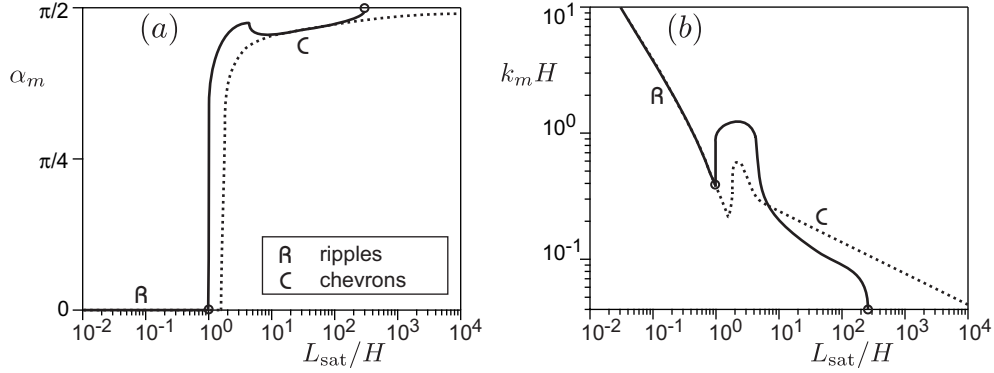 π/2
(a)
C
α_m
π/4
R
R ripples
C chevrons
0
10^-2 10^-1 10^0 10^1 10^2 10^3 10^4
L_sat/H
10^1
(b)
k_m H
R
10^0
C
10^-1
10^-2 10^-1 10^0 10^1 10^2 10^3 10^4
L_sat/H